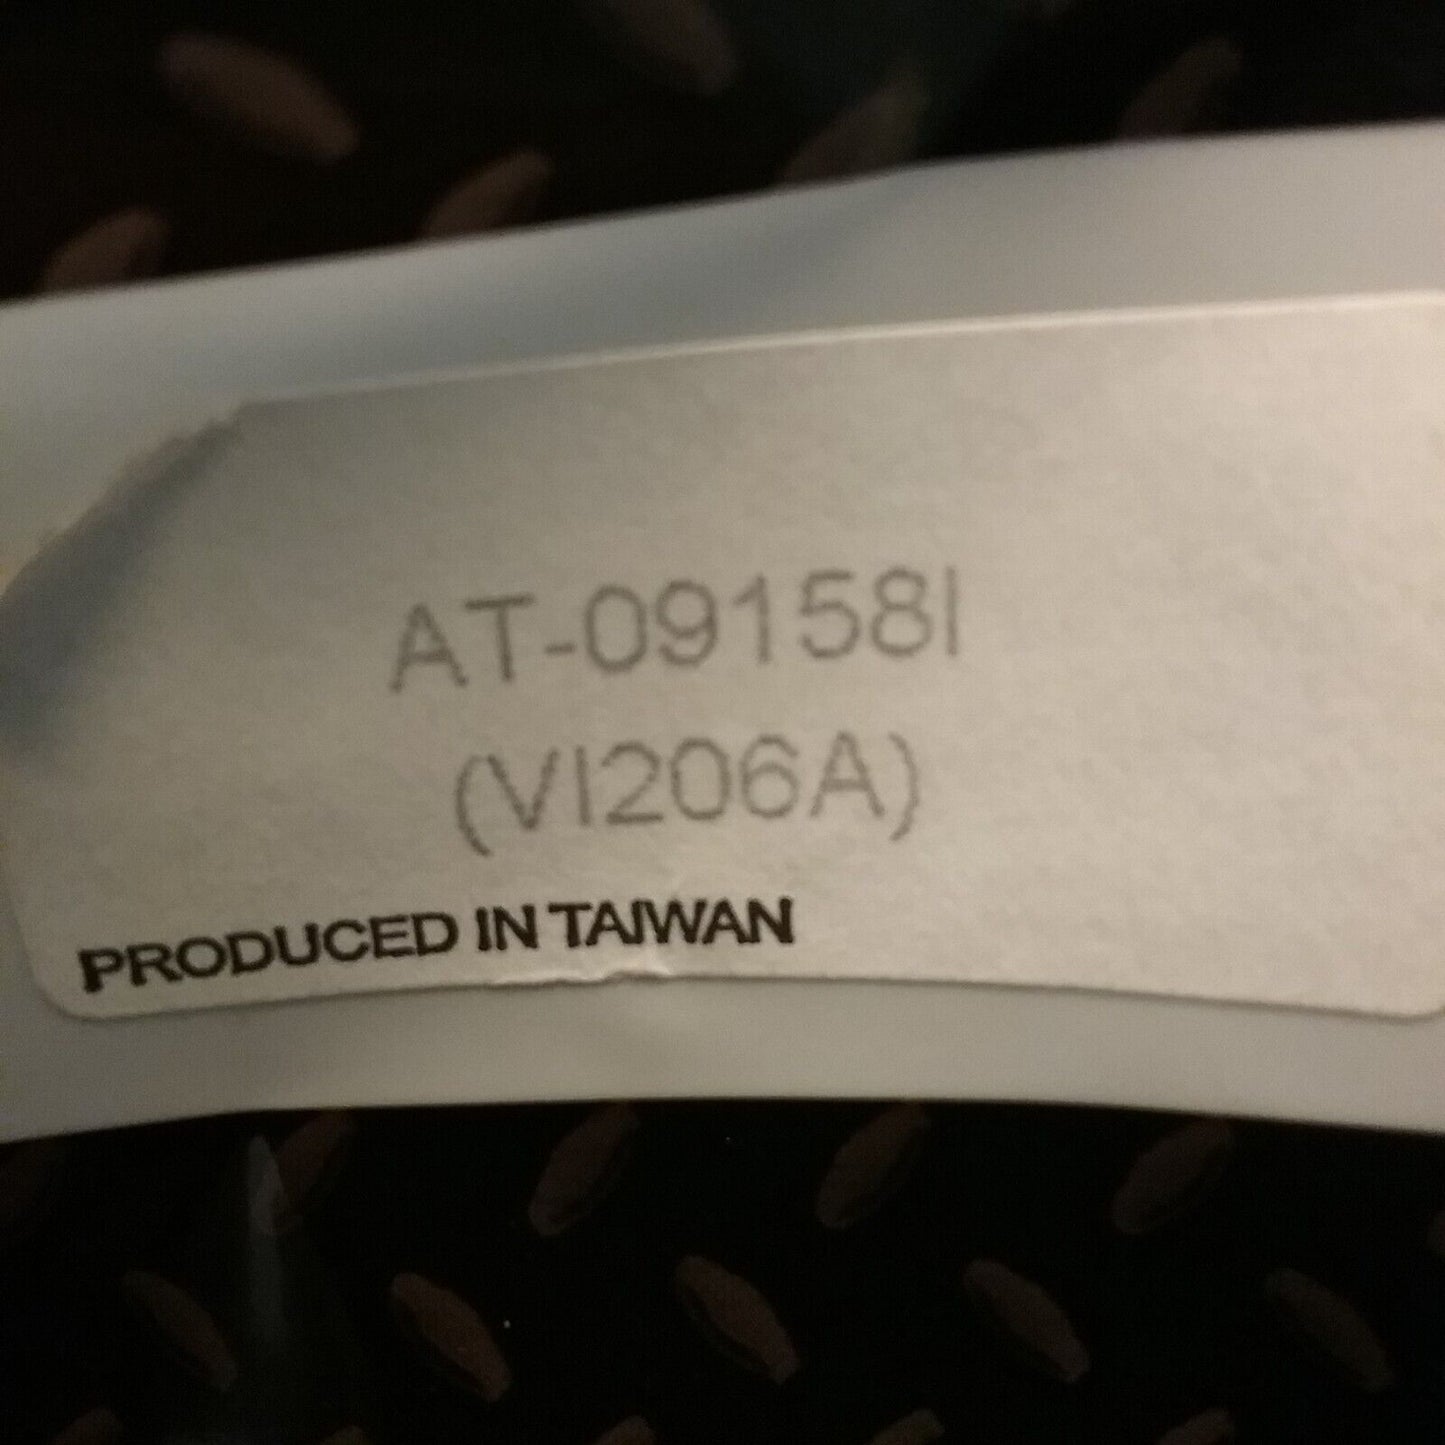 AT-09158I
(VI206A)
PRODUCED IN TAIWAN